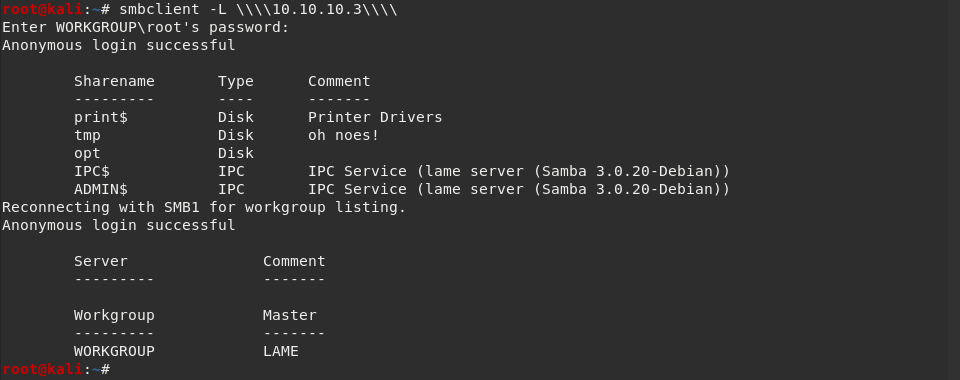 root@kali:~# smbclient -L \\\\10.10.10.3\\\\
Enter WORKGROUP\root's password:
Anonymous login successful
Sharename Type Comment
--------- ---- -------
print$ Disk Printer Drivers
tmp Disk oh noes!
opt Disk
IPC$ IPC IPC Service (lame server (Samba 3.0.20-Debian))
ADMIN$ IPC IPC Service (lame server (Samba 3.0.20-Debian))
Reconnecting with SMB1 for workgroup listing.
Anonymous login successful
Server Comment
--------- -------
Workgroup Master
--------- -------
WORKGROUP LAME
root@kali:~#